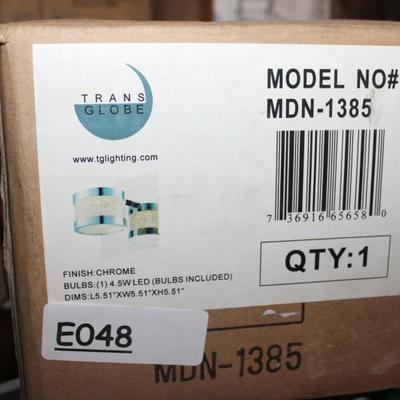 TRANS
GLOBE
www.tglighting.com
MODEL NO#
MDN-1385
7 36916 65658 0
FINISH:CHROME
BULBS:(1) 4.5W LED (BULBS INCLUDED)
DIMS:L5.51"XW5.51"XH5.51"
QTY:1
E048
MDN-1385